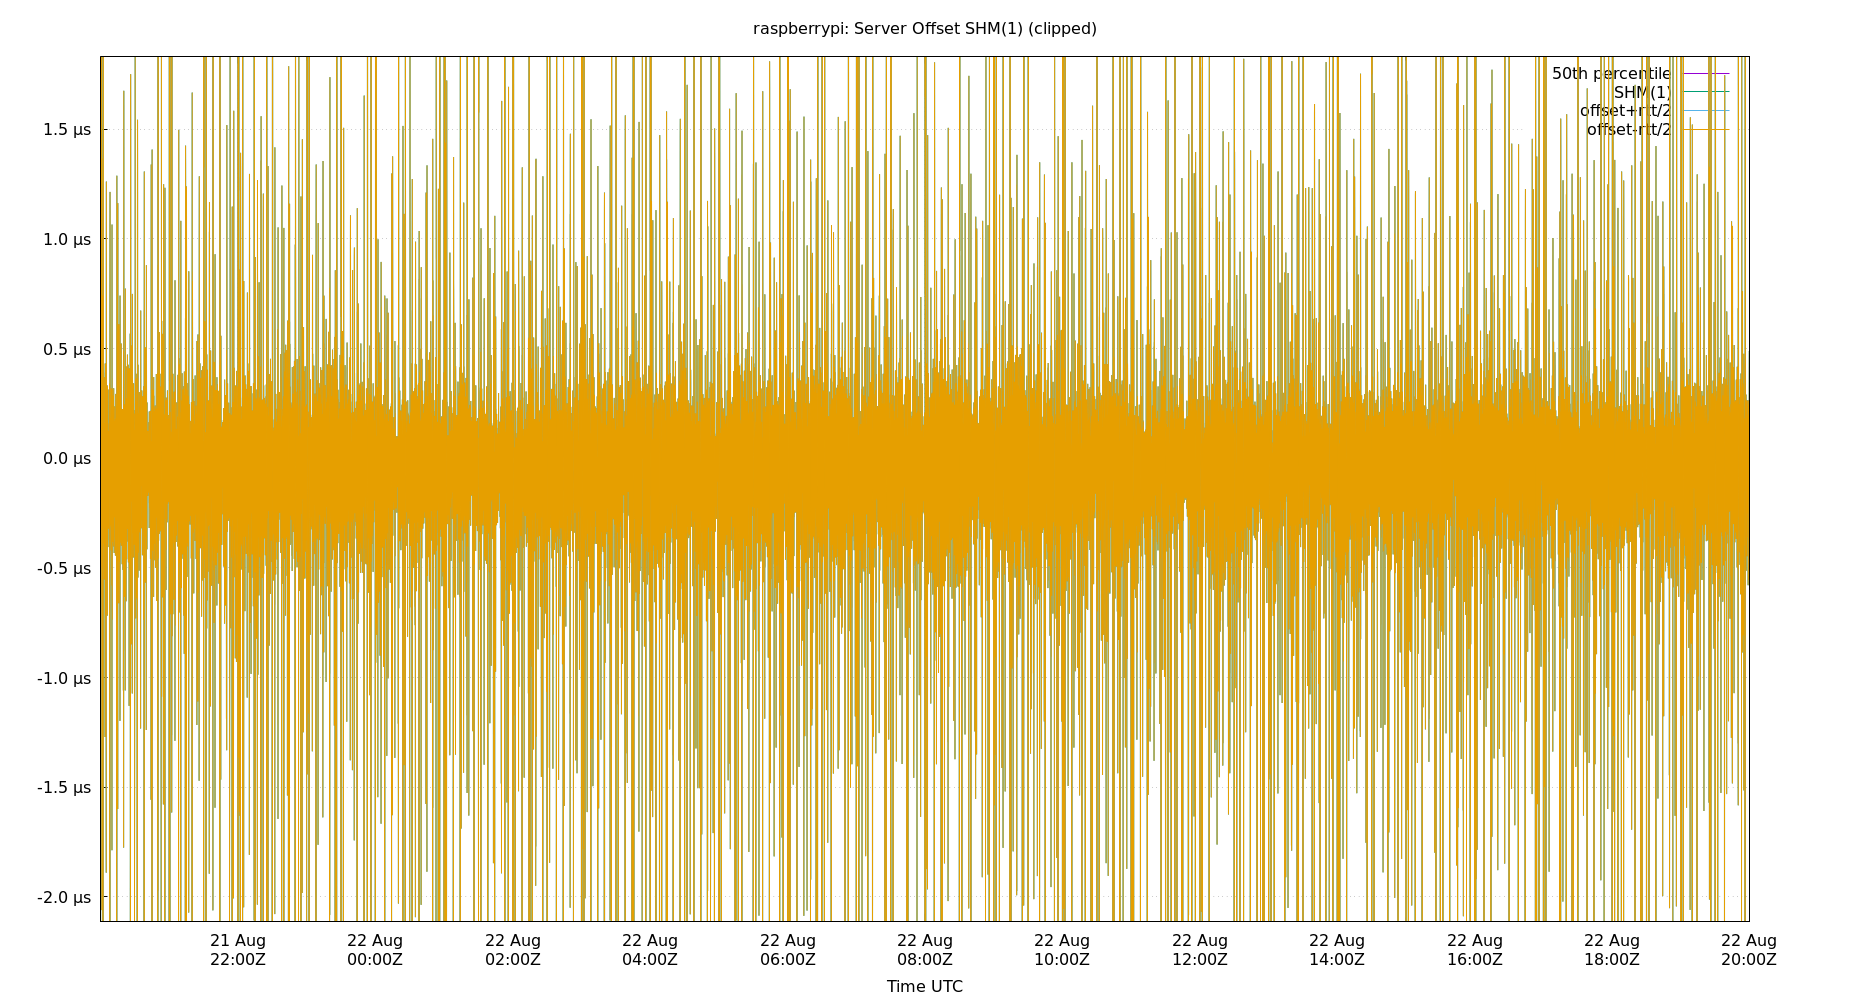 raspberrypi: Server Offset SHM(1) (clipped)
50th percentile
SHM(1)
offset+rtt/2
offset-rtt/2
1.5 µs
1.0 µs
0.5 µs
0.0 µs
-0.5 µs
-1.0 µs
-1.5 µs
-2.0 µs
21 Aug 22 Aug 22 Aug 22 Aug 22 Aug 22 Aug 22 Aug 22 Aug 22 Aug 22 Aug 22 Aug 22 Aug
22:00Z 00:00Z 02:00Z 04:00Z 06:00Z 08:00Z 10:00Z 12:00Z 14:00Z 16:00Z 18:00Z 20:00Z
Time UTC